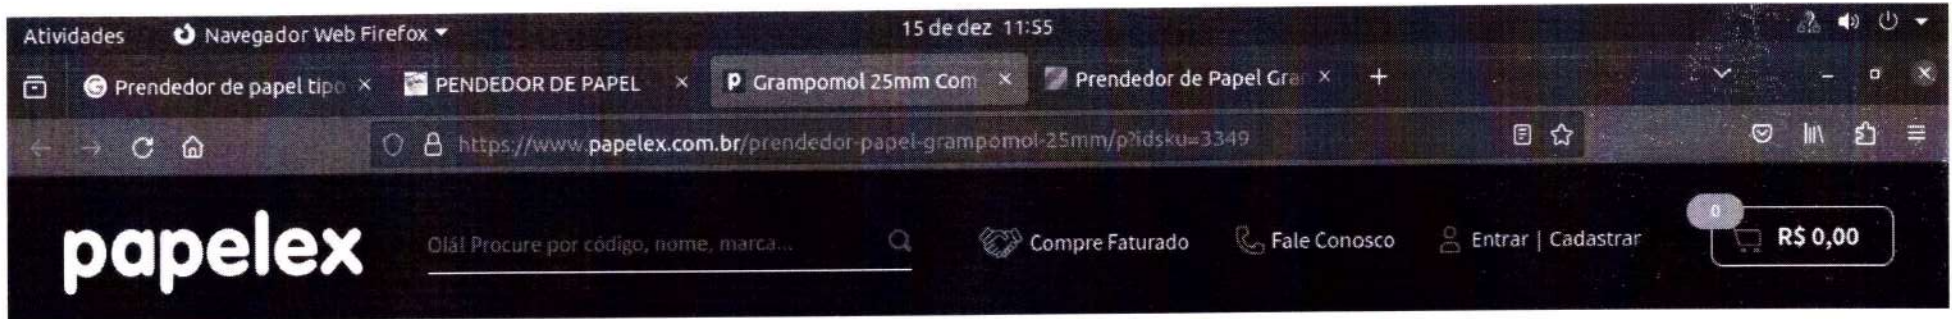 Atividades Navegador Web Firefox 15 de dez 11:55
Prendedor de papel tipo × PENDEDOR DE PAPEL × p Grampomol 25mm Com × Prendedor de Papel Gra × +
https://www.papelex.com.br/prendedor-papel-grampomol-25mm/p?idsku=3349
papelex Olá! Procure por código, nome, marca... Compre Faturado Fale Conosco Entrar | Cadastrar 0 R$ 0,00